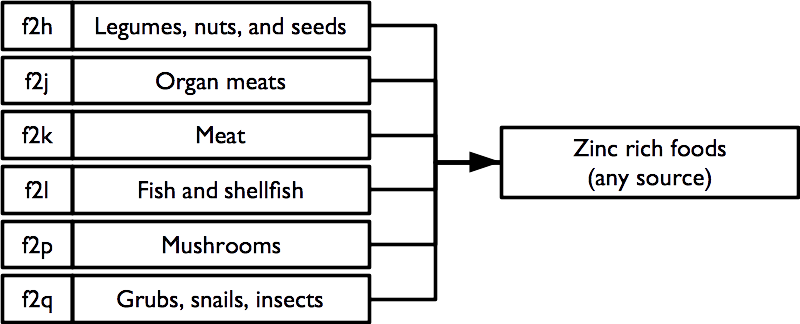 f2h Legumes, nuts, and seeds
f2j Organ meats
f2k Meat
f2l Fish and shellfish
f2p Mushrooms
f2q Grubs, snails, insects
Zinc rich foods
(any source)